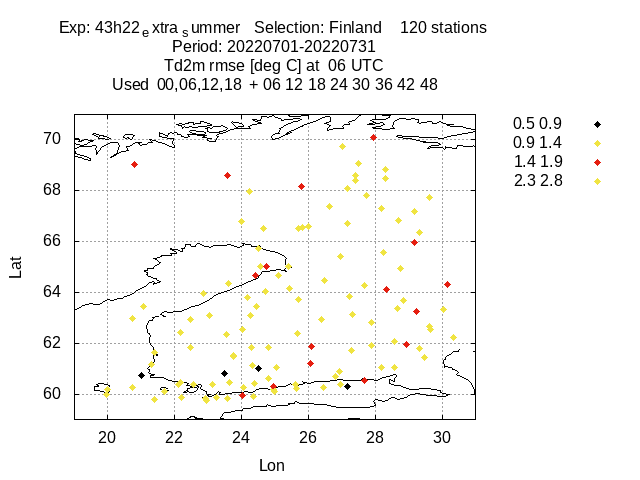 Exp: 43h22e xtra s ummer Selection: Finland 120 stations
Period: 20220701-20220731
Td2m rmse [deg C] at 06 UTC
Used 00,06,12,18 + 06 12 18 24 30 36 42 48
0.5 0.9
0.9 1.4
1.4 1.9
2.3 2.8
70
68
66
64
62
60
Lat
20 22 24 26 28 30
Lon